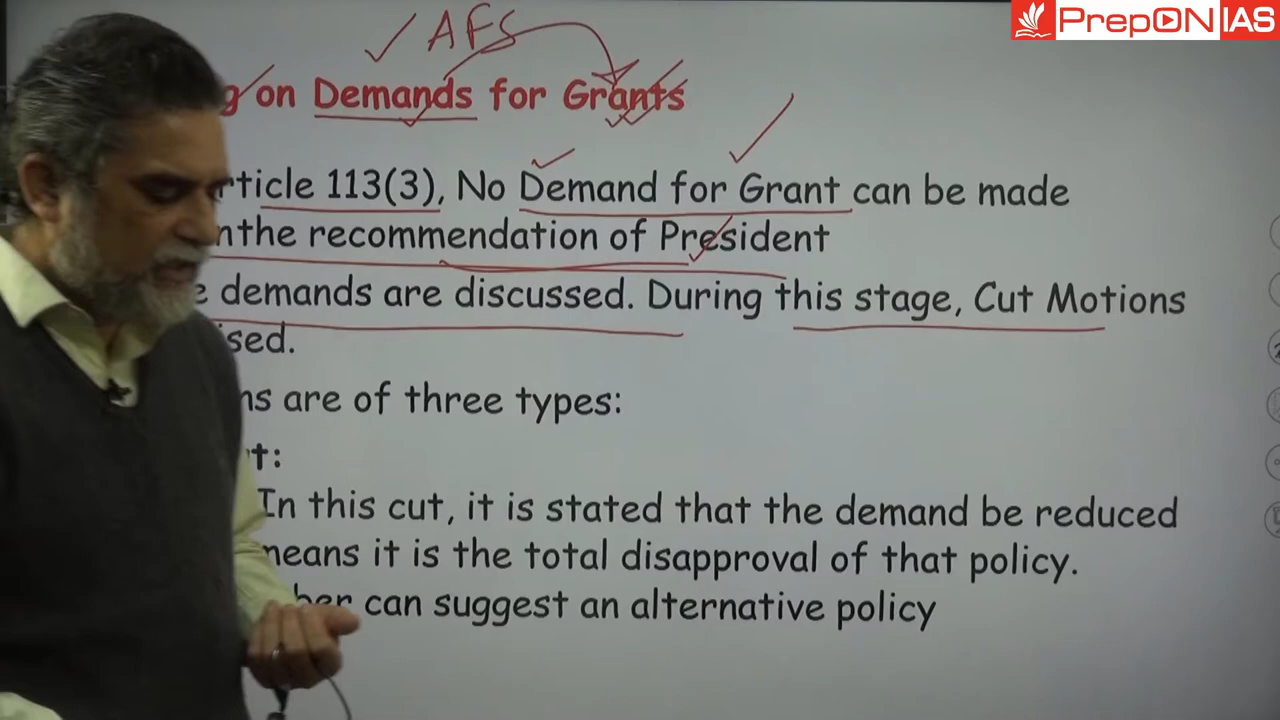 PrepON IAS
AFS
g on Demands for Grants
rticle 113(3), No Demand for Grant can be made
nthe recommendation of President
e demands are discussed. During this stage, Cut Motions
sed.
ns are of three types:
t:
In this cut, it is stated that the demand be reduced
means it is the total disapproval of that policy.
ber can suggest an alternative policy